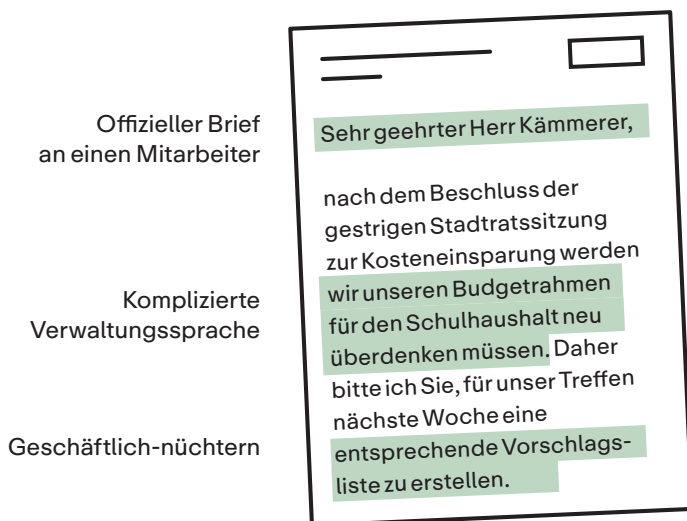 Offizieller Brief
an einen Mitarbeiter
Sehr geehrter Herr Kämmerer,
nach dem Beschluss der
gestrigen Stadtratssitzung
zur Kosteneinsparung werden
Komplizierte
Verwaltungssprache
wir unseren Budgetrahmen
für den Schulhaushalt neu
überdenken müssen. Daher
bitte ich Sie, für unser Treffen
nächste Woche eine
Geschäftlich-nüchtern
entsprechende Vorschlags-
liste zu erstellen.